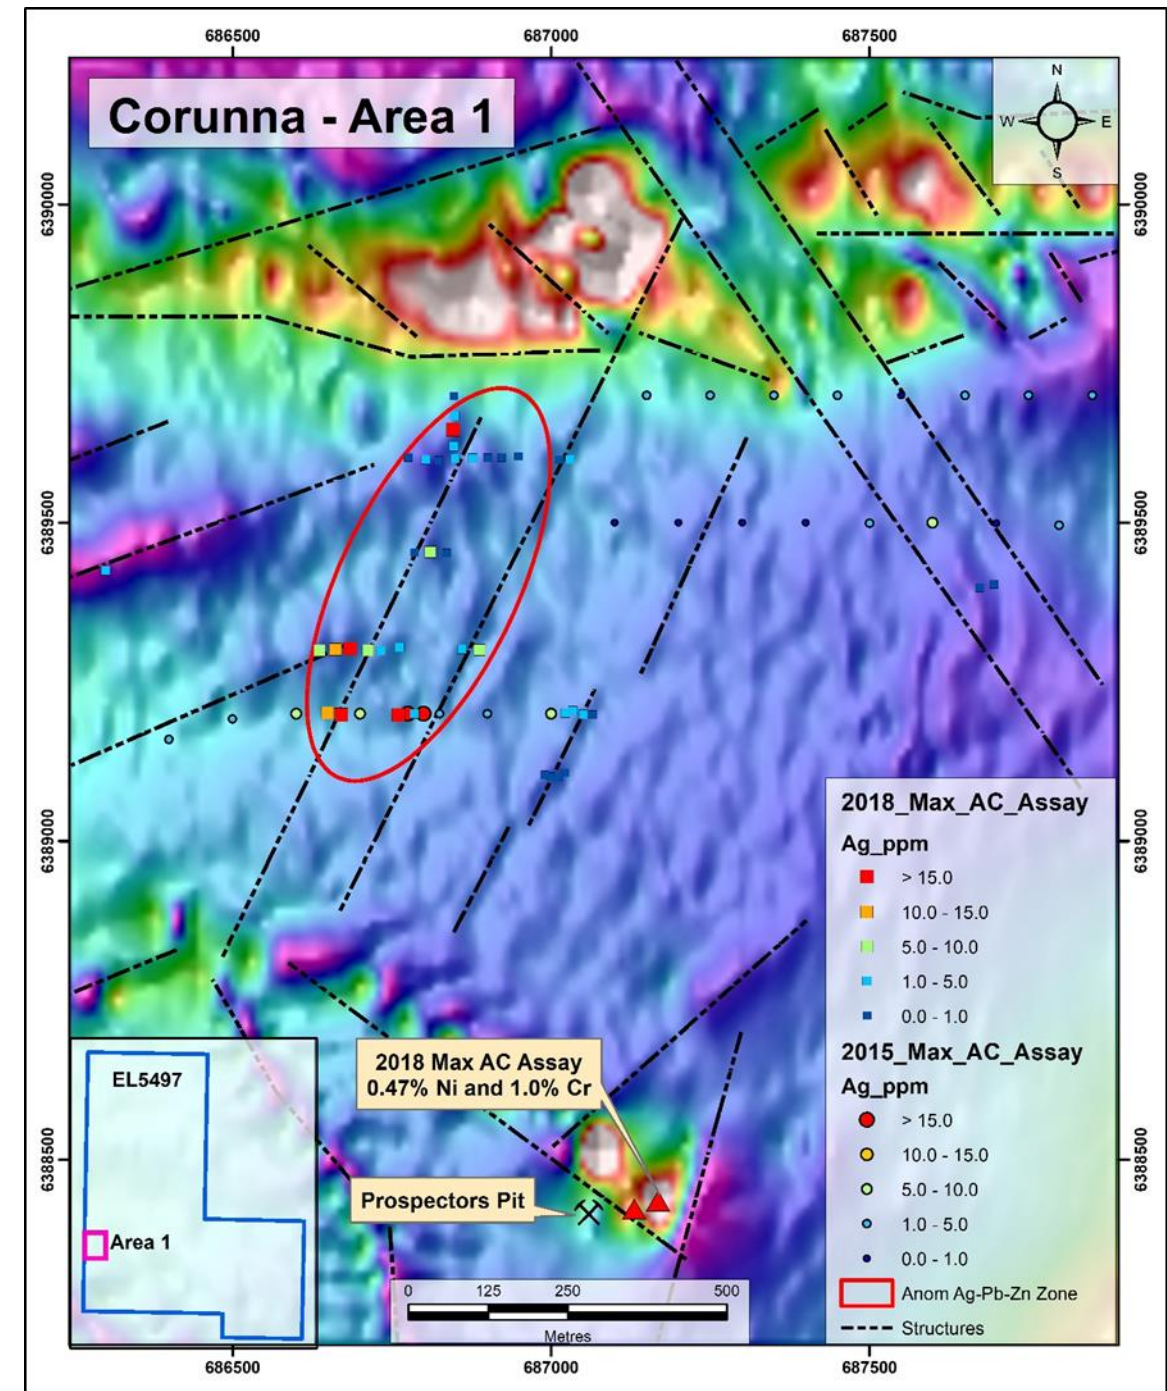 686500 687000 687500
Corunna - Area 1
N
W E
S
6390000 6390000
6389500 6389500
6389000 6389000
6388500 6388500
2018_Max_AC_Assay
Ag_ppm
> 15.0
10.0 - 15.0
5.0 - 10.0
1.0 - 5.0
0.0 - 1.0
2015_Max_AC_Assay
Ag_ppm
> 15.0
10.0 - 15.0
5.0 - 10.0
1.0 - 5.0
0.0 - 1.0
Anom Ag-Pb-Zn Zone
Structures
2018 Max AC Assay
0.47% Ni and 1.0% Cr
Prospectors Pit
EL5497
Area 1
0 125 250 500
Metres
686500 687000 687500